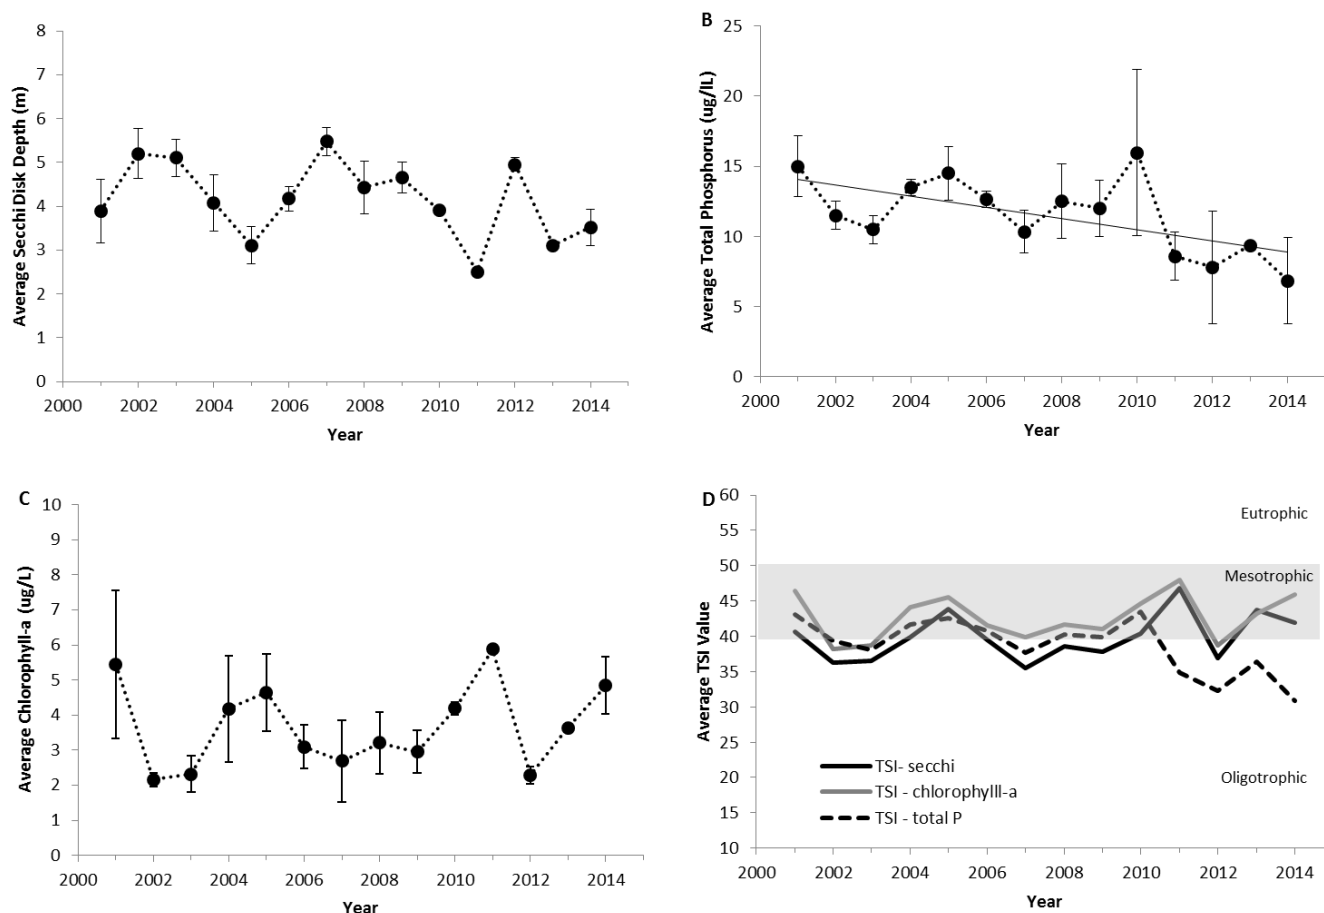 8
7
6
5
4
3
2
1
0
2000 2002 2004 2006 2008 2010 2012 2014
Year
Average Secchi Disk Depth (m)
B
25
20
15
10
5
0
2000 2002 2004 2006 2008 2010 2012 2014
Year
Average Total Phosphorus (ug/lL)
C
10
9
8
7
6
5
4
3
2
1
0
2000 2002 2004 2006 2008 2010 2012 2014
Year
Average Chlorophyll-a (ug/L)
D
60
55
50
45
40
35
30
25
20
15
10
Eutrophic
Mesotrophic
Oligotrophic
TSI- secchi
TSI - chlorophylll-a
TSI - total P
2000 2002 2004 2006 2008 2010 2012 2014
Year
Average TSI Value